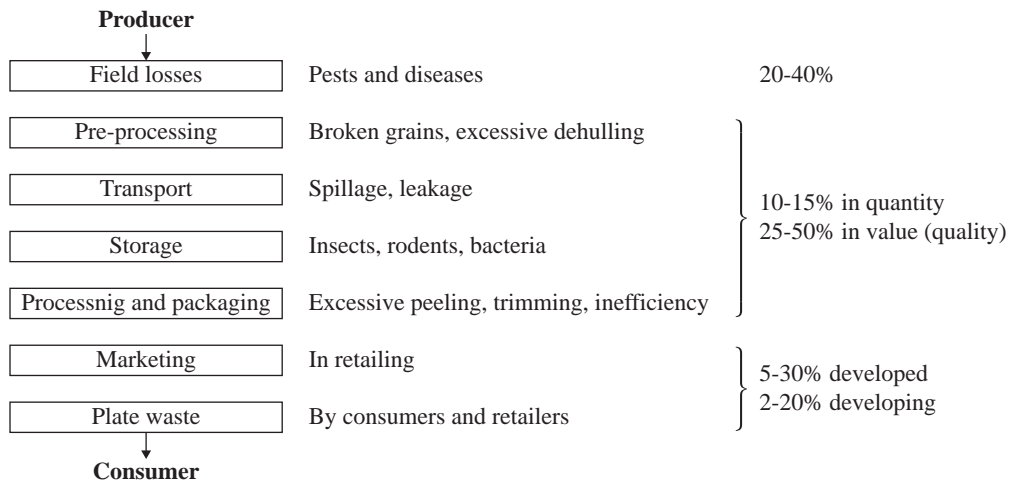 Producer
Field losses Pests and diseases 20-40%
Pre-processing Broken grains, excessive dehulling
Transport Spillage, leakage
10-15% in quantity
Storage Insects, rodents, bacteria 25-50% in value (quality)
Processnig and packaging Excessive peeling, trimming, inefficiency
Marketing In retailing
5-30% developed
2-20% developing
Plate waste By consumers and retailers
Consumer